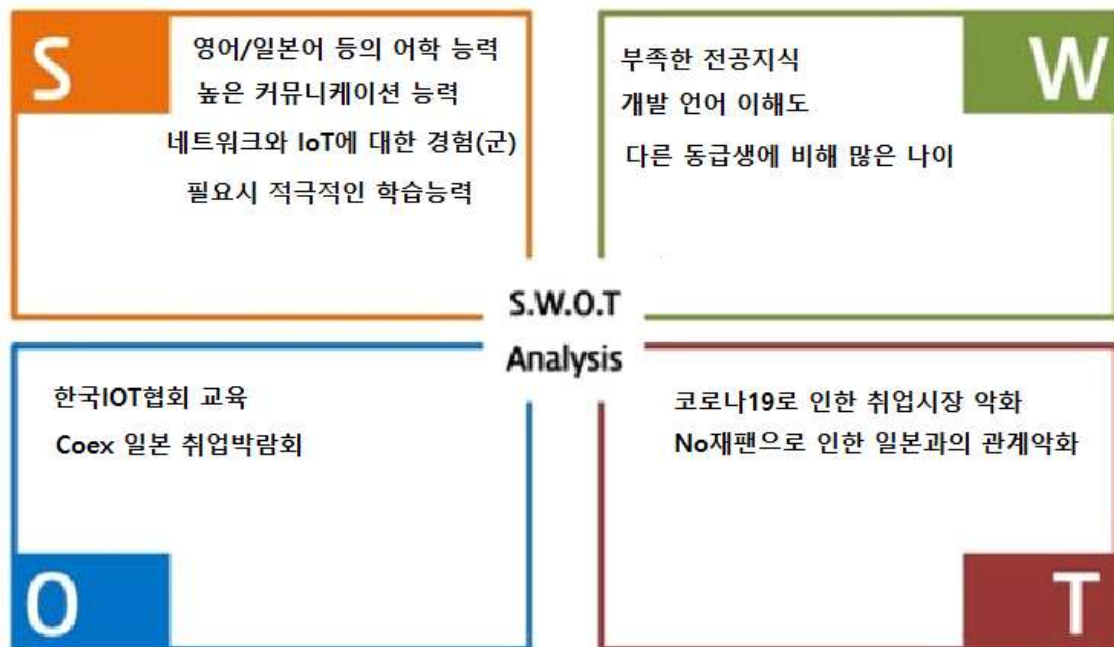 S
영어/일본어 등의 어학 능력
높은 커뮤니케이션 능력
네트워크와 IoT에 대한 경험(군)
필요시 적극적인 학습능력
W
부족한 전공지식
개발 언어 이해도
다른 동급생에 비해 많은 나이
S.W.O.T
Analysis
한국IOT협회 교육
Coex 일본 취업박람회
O
코로나19로 인한 취업시장 악화
No재팬으로 인한 일본과의 관계악화
T